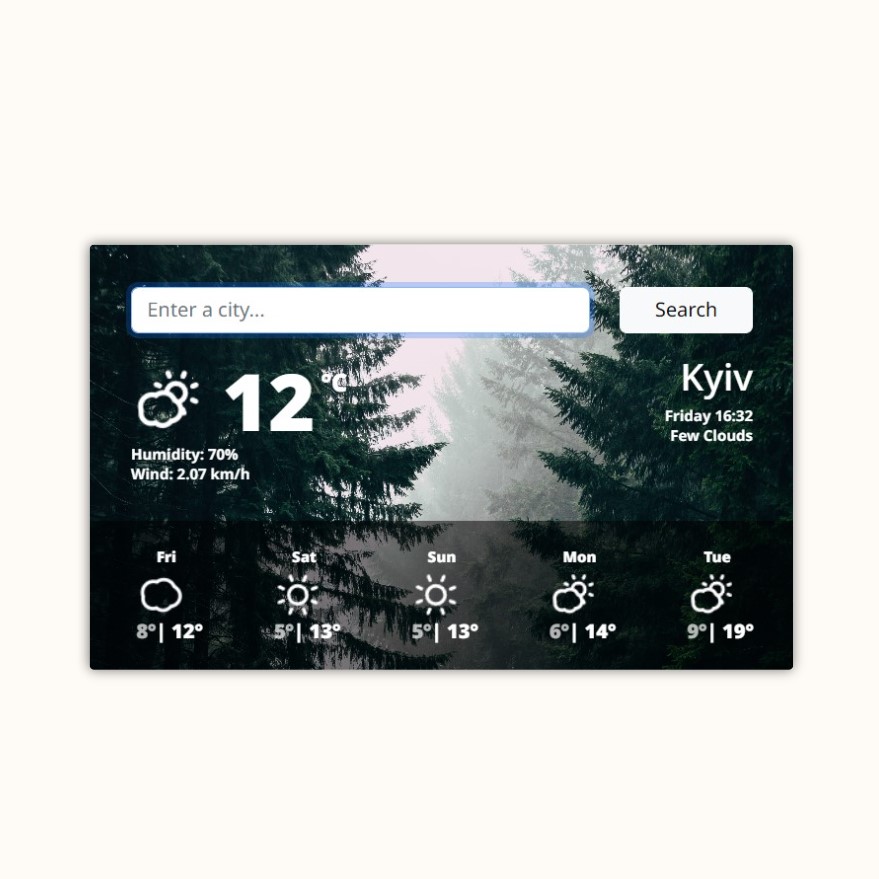 Enter a city...
Search
12 °C
Kyiv
Friday 16:32
Few Clouds
Humidity: 70%
Wind: 2.07 km/h
Fri
Sat
Sun
Mon
Tue
8°| 12°
5°| 13°
5°| 13°
6°| 14°
9°| 19°